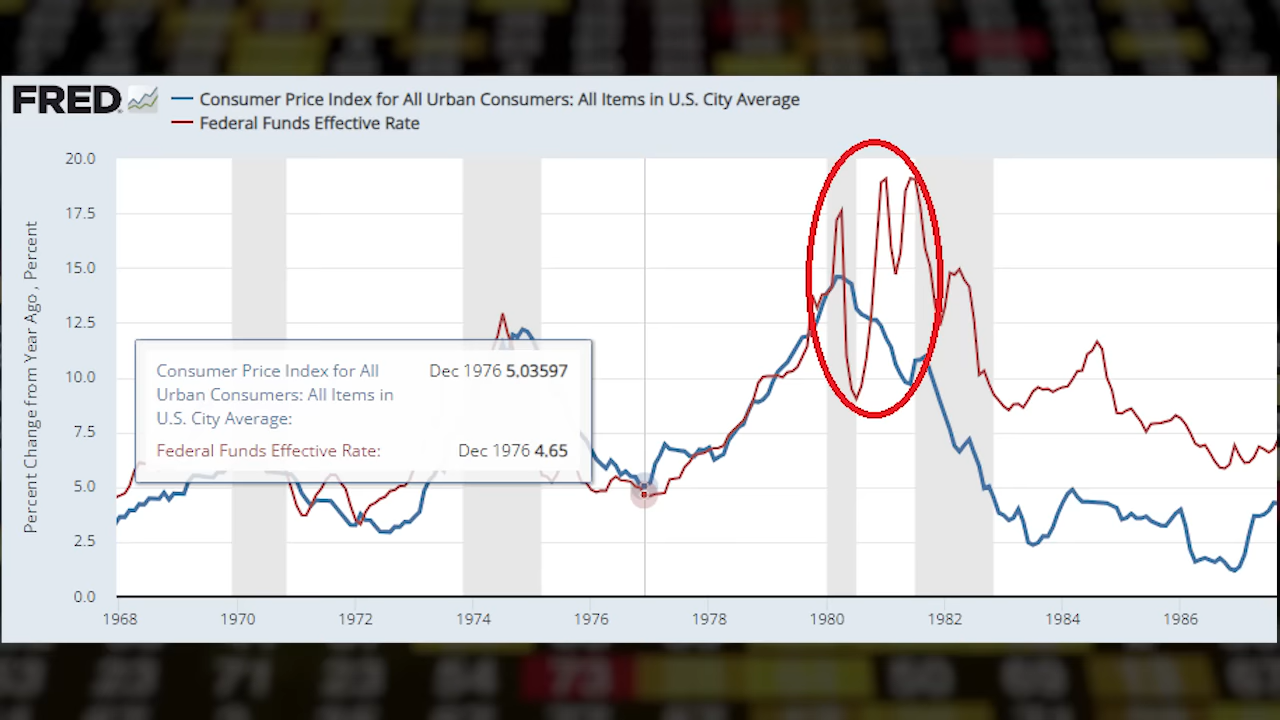 FRED
Consumer Price Index for All Urban Consumers: All Items in U.S. City Average
Federal Funds Effective Rate
Percent Change from Year Ago , Percent
20.0
17.5
15.0
12.5
10.0
7.5
5.0
2.5
0.0
Consumer Price Index for All Dec 1976 5.03597
Urban Consumers: All Items in
U.S. City Average:
Federal Funds Effective Rate: Dec 1976 4.65
1968 1970 1972 1974 1976 1978 1980 1982 1984 1986